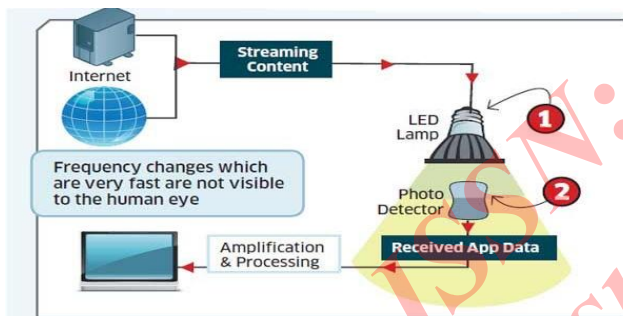 Internet
Streaming
Content
LED
Lamp
1
Frequency changes which
are very fast are not visible
to the human eye
Photo
Detector
2
Amplification
& Processing
Received App Data
ISSN: